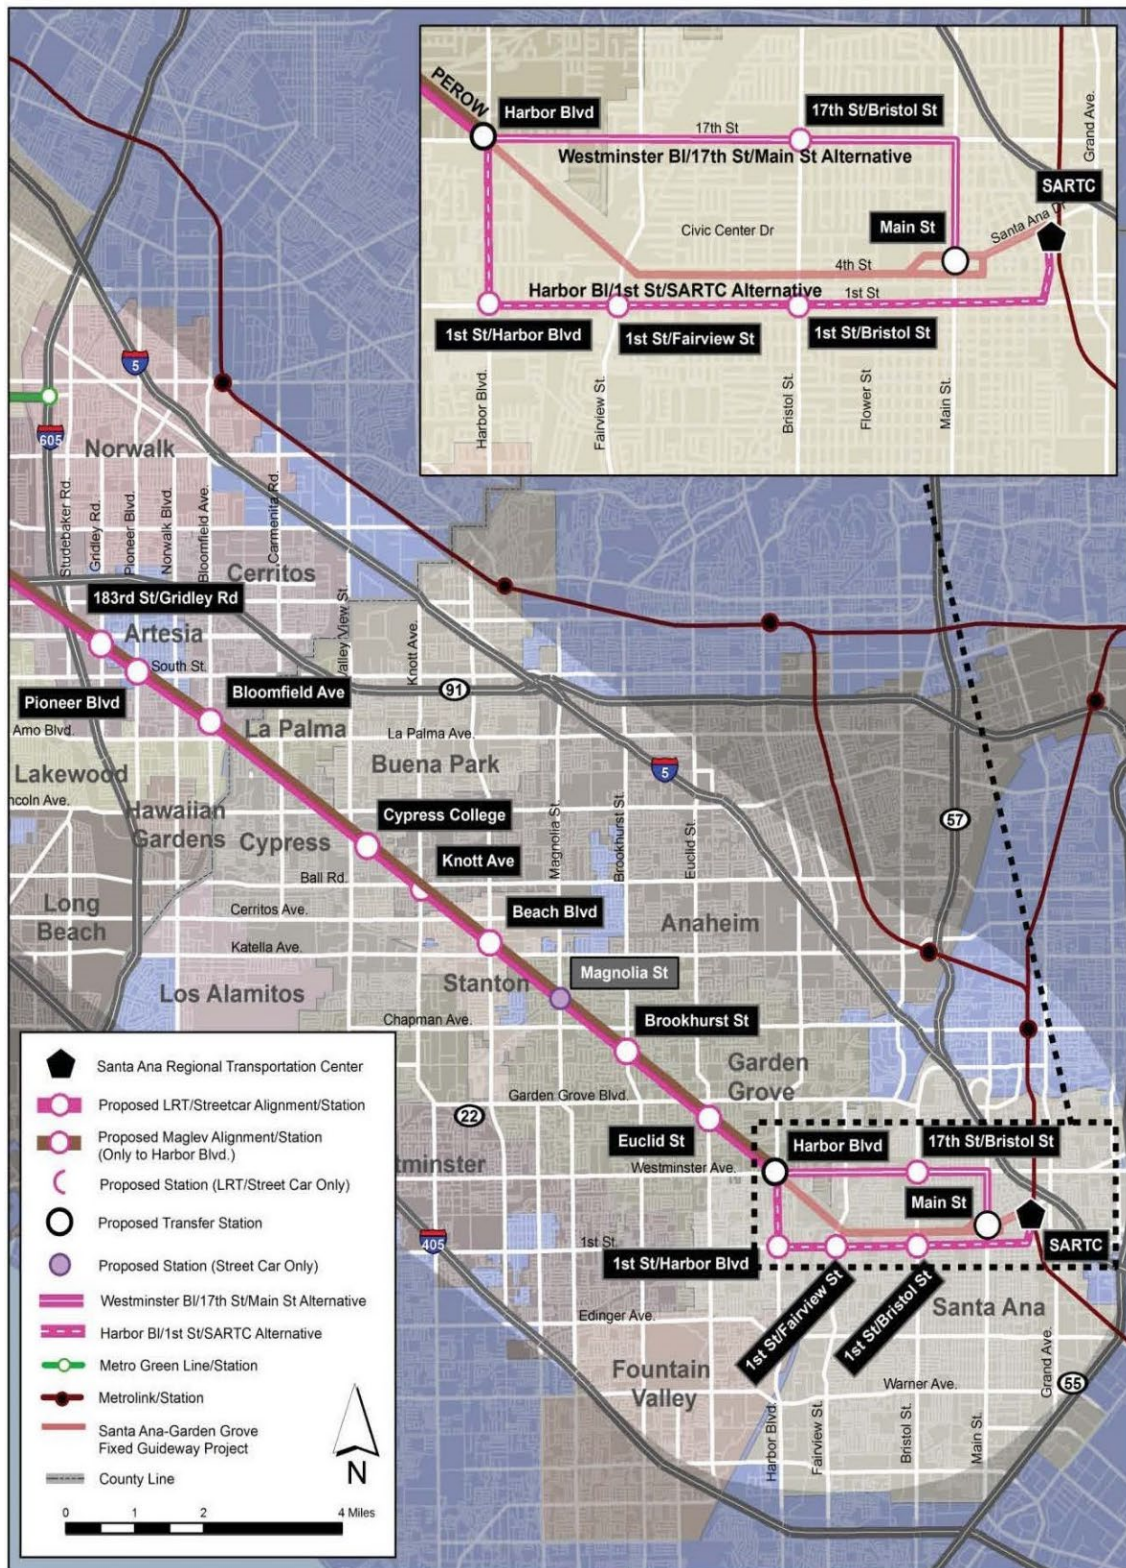 PEROW
Harbor Blvd
17th St/Bristol St
17th St
Westminster Bl/17th St/Main St Alternative
Grand Ave.
SARTC
Main St
Santa Ana
Civic Center Dr
4th St
Harbor Bl/1st St/SARTC Alternative
1st St
1st St/Harbor Blvd
1st St/Fairview St
1st St/Bristol St
Harbor Blvd.
Fairview St.
Bristol St.
Flower St
Main St.
5
605
Norwalk
Studebaker Rd.
Gridley Rd.
Pioneer Blvd.
Norwalk Blvd.
Bloomfield Ave.
Carmenita Rd.
Cerritos
183rd St/Gridley Rd
Artesia
Valley View St.
Knott Ave.
South St.
Pioneer Blvd
Bloomfield Ave
91
La Palma
La Palma Ave.
Arno Blvd.
Buena Park
5
Lakewood
ncoln Ave.
Hawaiian
Gardens
Cypress
Cypress College
Magnolia St.
Brookhurst St
Euclid St.
57
Knott Ave
Ball Rd.
Long
Beach
Cerritos Ave.
Beach Blvd
Anaheim
Katella Ave.
Magnolia St
Stanton
Los Alamitos
Chapman Ave.
Brookhurst St
Garden
Grove
Garden Grove Blvd.
22
Euclid St
Harbor Blvd
17th St/Bristol St
tminster
Westminster Ave.
Main St
405
1st St.
1st St/Harbor Blvd
SARTC
1st St/Fairview St
1st St/Bristol St
Santa Ana
Edinger Ave.
Fountain
Valley
Warner Ave.
Grand Ave.
55
Harbor Blvd.
Fairview St.
Bristol St.
Main St.
Santa Ana Regional Transportation Center
Proposed LRT/Streetcar Alignment/Station
Proposed Maglev Alignment/Station
(Only to Harbor Blvd.)
Proposed Station (LRT/Street Car Only)
Proposed Transfer Station
Proposed Station (Street Car Only)
Westminster Bl/17th St/Main St Alternative
Harbor Bl/1st St/SARTC Alternative
Metro Green Line/Station
Metrolink/Station
Santa Ana-Garden Grove
Fixed Guideway Project
County Line
N
0 1 2 4 Miles